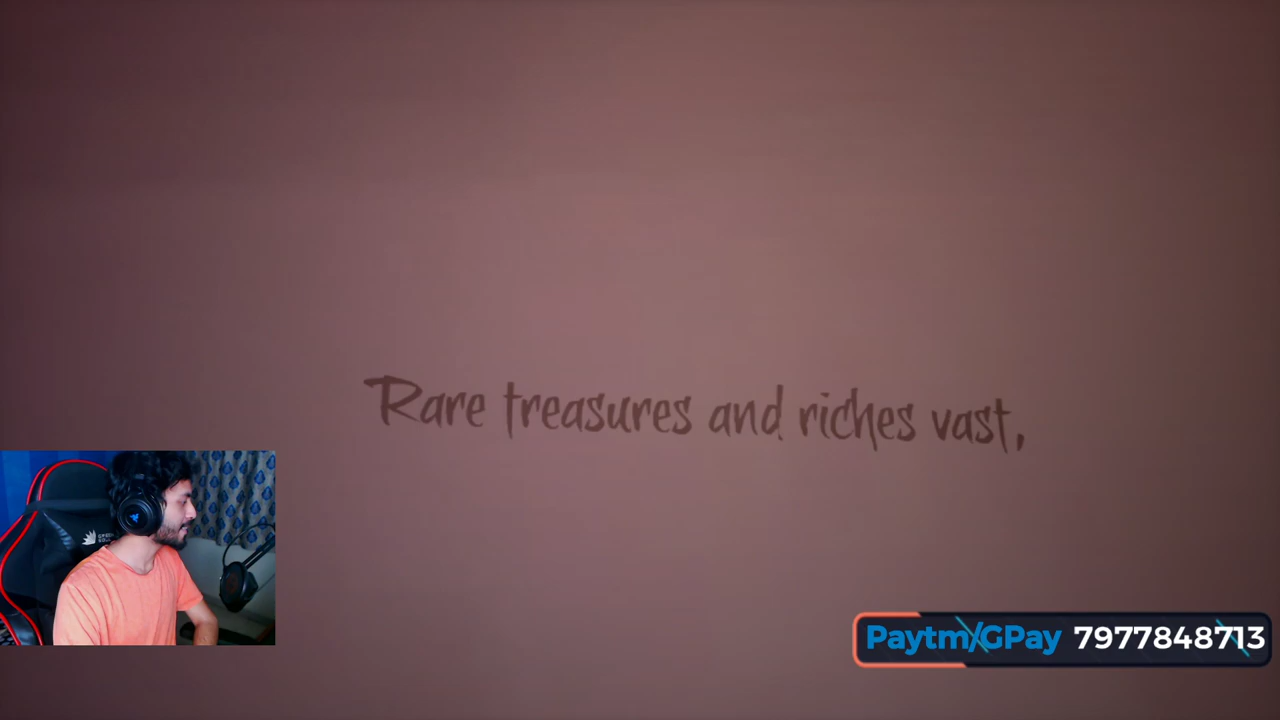 Rare treasures and riches vast,
Paytm/GPay 7977848713